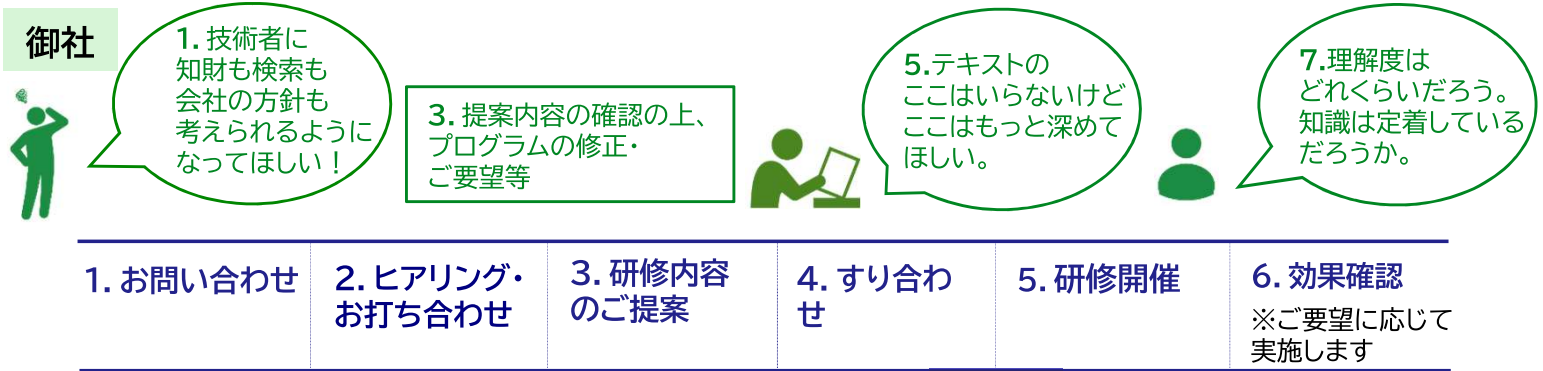 御社
1. 技術者に
知財も検索も
会社の方針も
考えられるように
なってほしい！
3. 提案内容の確認の上、
プログラムの修正・
ご要望等
5.テキストの
ここはいらないけど
ここはもっと深めて
ほしい。
7.理解度は
どれくらいだろう。
知識は定着している
だろうか。
1. お問い合わせ
2. ヒアリング・
お打ち合わせ
3. 研修内容
のご提案
4. すり合わ
せ
5. 研修開催
6. 効果確認
※ご要望に応じて
実施します